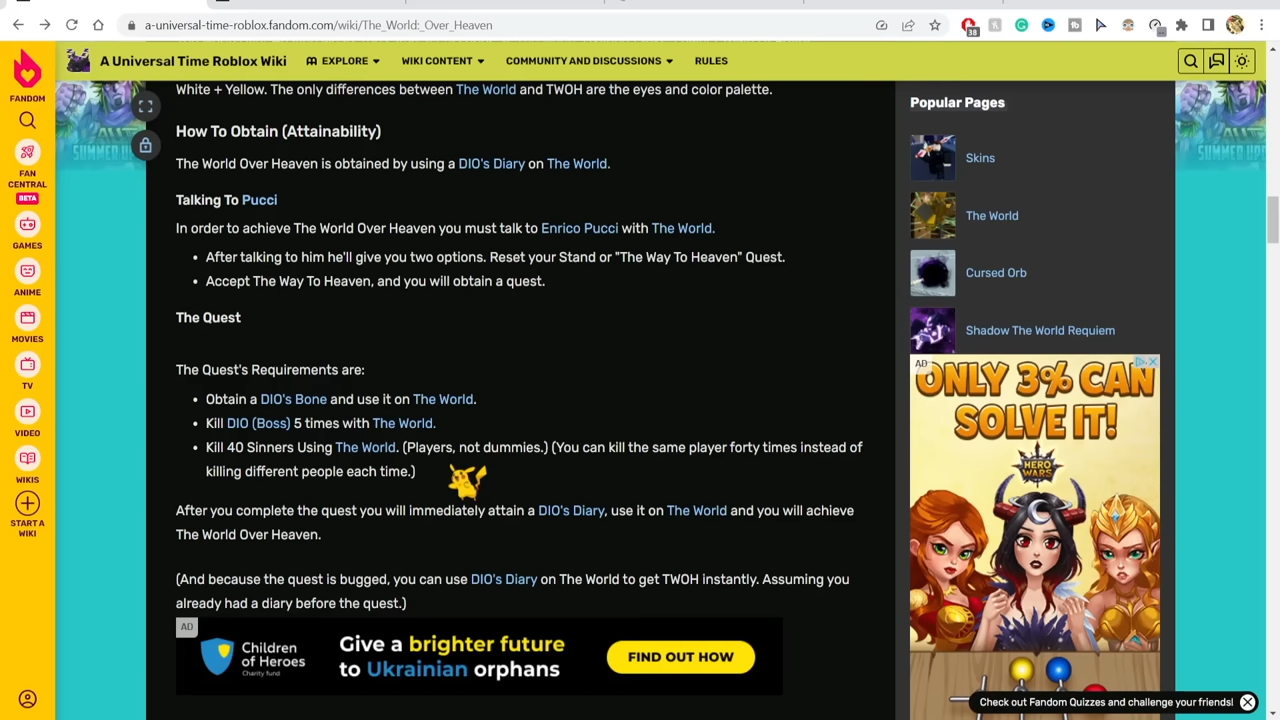 a-universal-time-roblox.fandom.com/wiki/The_World:_Over_Heaven
38
A Universal Time Roblox Wiki
EXPLORE
WIKI CONTENT
COMMUNITY AND DISCUSSIONS
RULES
FANDOM
FAN CENTRAL
BETA
GAMES
ANIME
MOVIES
TV
VIDEO
WIKIS
START A WIKI
White + Yellow. The only differences between The World and TWOH are the eyes and color palette.
How To Obtain (Attainability)
The World Over Heaven is obtained by using a DIO's Diary on The World.
Talking To Pucci
In order to achieve The World Over Heaven you must talk to Enrico Pucci with The World.
After talking to him he'll give you two options. Reset your Stand or "The Way To Heaven" Quest.
Accept The Way To Heaven, and you will obtain a quest.
The Quest
The Quest's Requirements are:
Obtain a DIO's Bone and use it on The World.
Kill DIO (Boss) 5 times with The World.
Kill 40 Sinners Using The World. (Players, not dummies.) (You can kill the same player forty times instead of
killing different people each time.)
After you complete the quest you will immediately attain a DIO's Diary, use it on The World and you will achieve
The World Over Heaven.
(And because the quest is bugged, you can use DIO's Diary on The World to get TWOH instantly. Assuming you
already had a diary before the quest.)
AD
Children
of Heroes
Charity fund
Give a brighter future
to Ukrainian orphans
FIND OUT HOW
Popular Pages
Skins
The World
Cursed Orb
Shadow The World Requiem
AD
ONLY 3% CAN
SOLVE IT!
HERO
WARS
Check out Fandom Quizzes and challenge your friends!